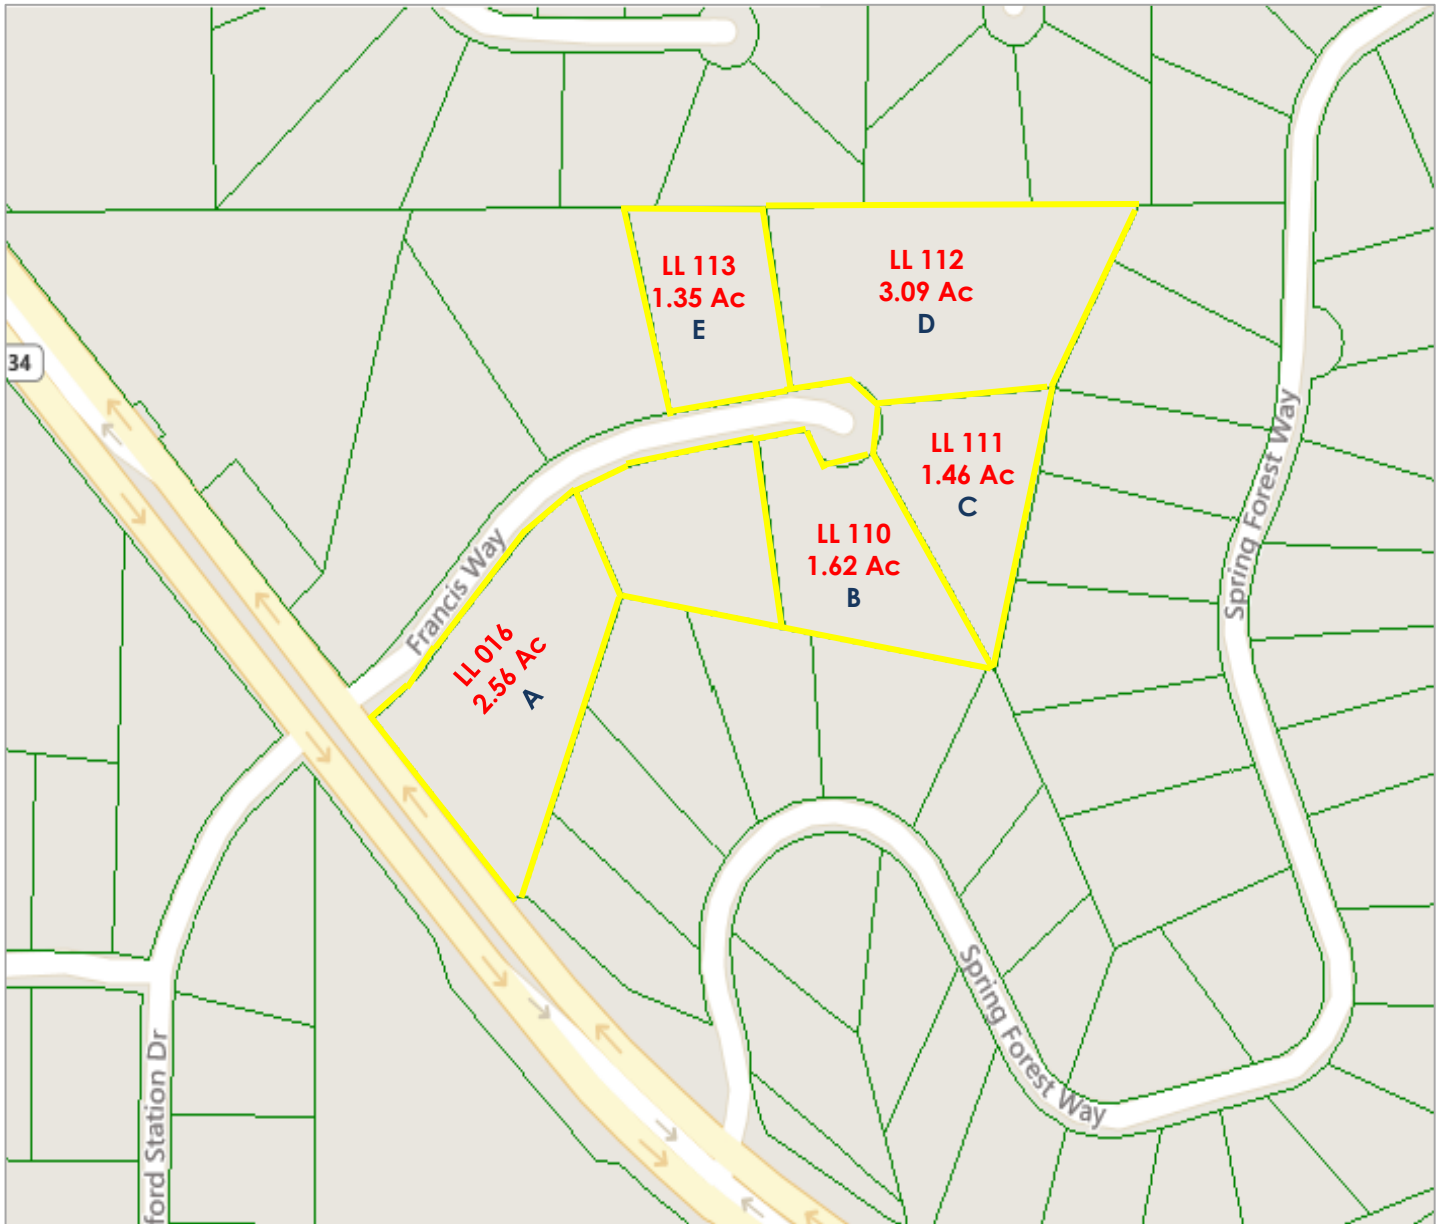 LL 113
1.35 Ac
E
LL 112
3.09 Ac
D
34
LL 111
1.46 Ac
C
LL 110
1.62 Ac
B
Francis Way
LL 016
2.56 Ac
A
Spring Forest Way
Spring Forest Way
ford Station Dr